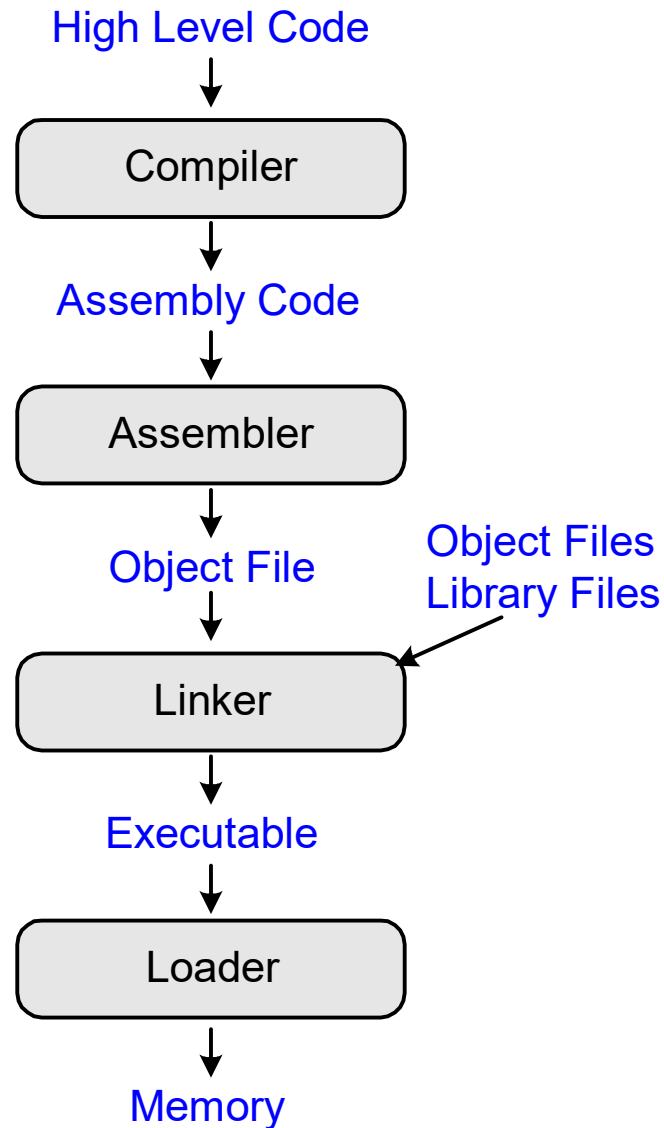 High Level Code
Compiler
Assembly Code
Assembler
Object File
Object Files
Library Files
Linker
Executable
Loader
Memory